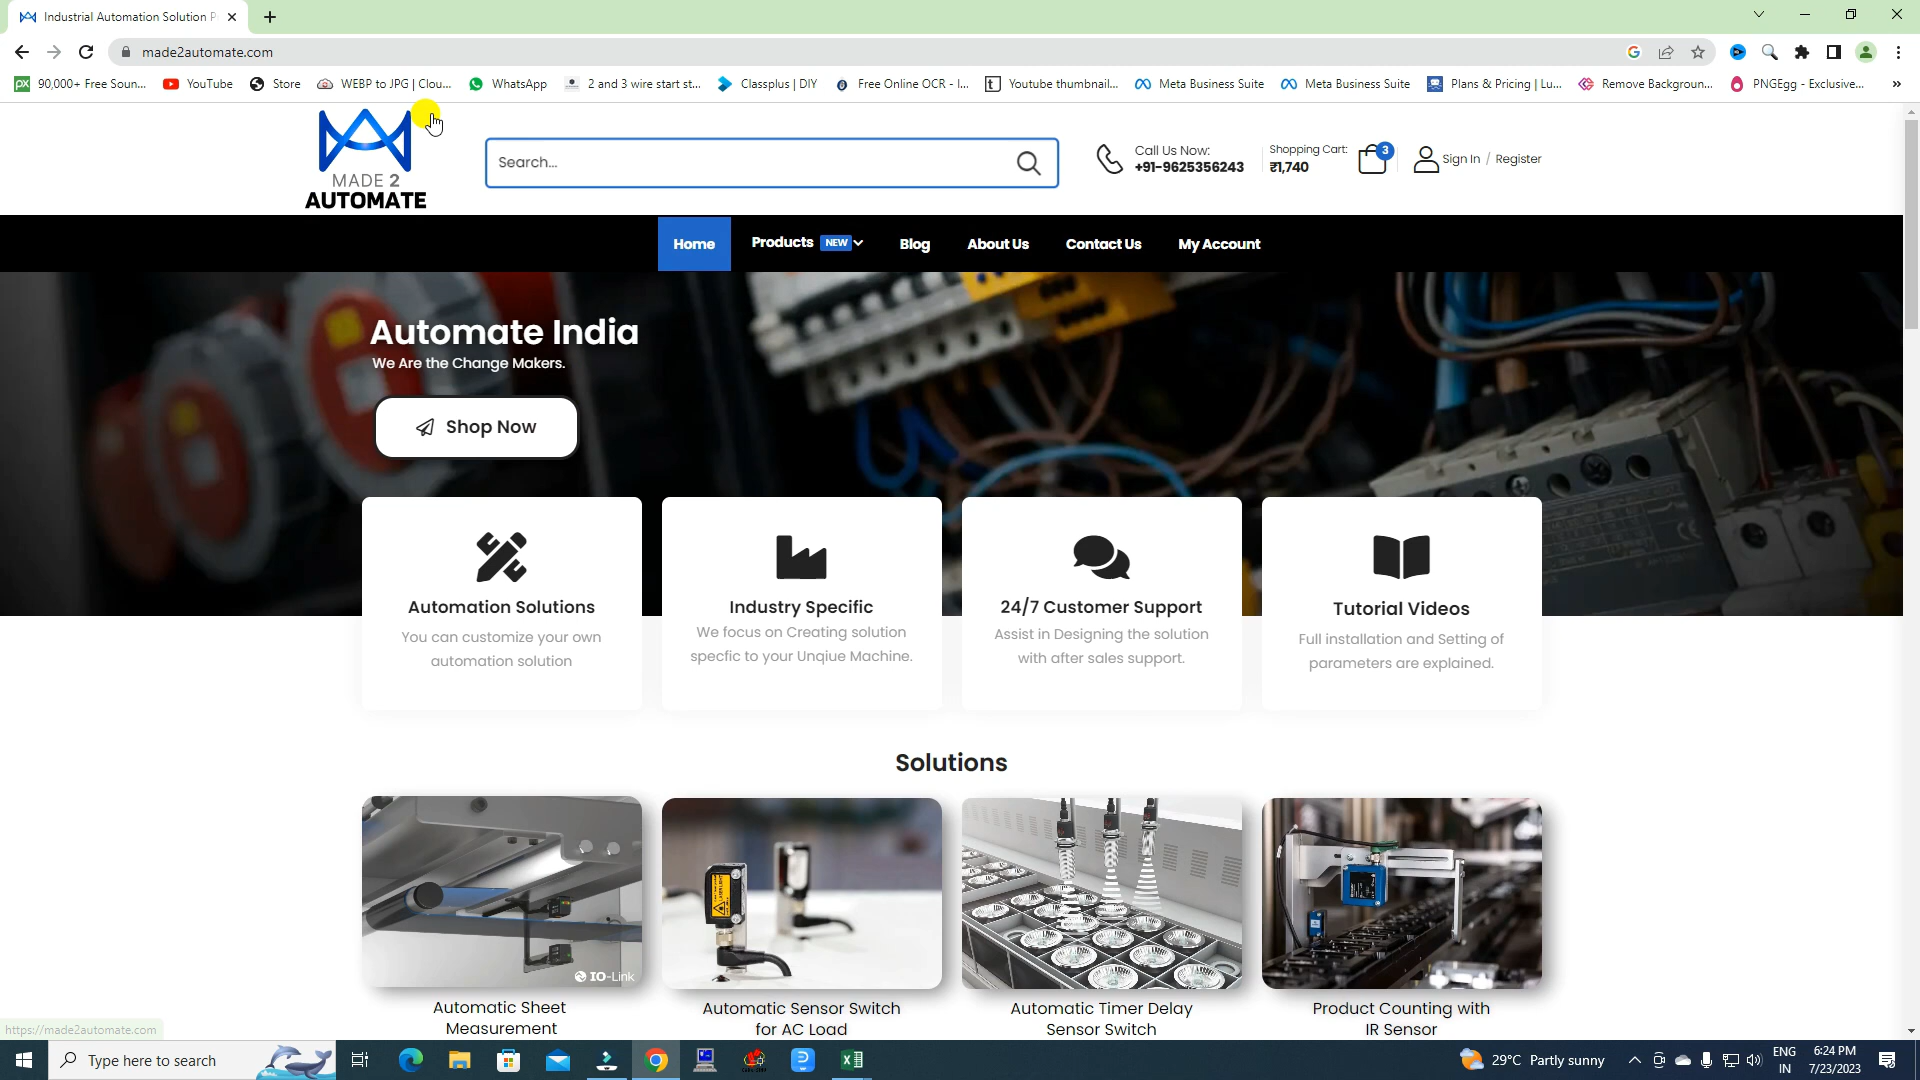 Industrial Automation Solution P
made2automate.com
90,000+ Free Soun...
YouTube
Store
WEBP to JPG | Clou...
WhatsApp
2 and 3 wire start st...
Classplus | DIY
Free Online OCR - I...
Youtube thumbnail...
Meta Business Suite
Meta Business Suite
Plans & Pricing | Lu...
Remove Backgroun...
PNGEgg - Exclusive...
»
MADE 2
AUTOMATE
Search...
Call Us Now:
+91-9625356243
Shopping Cart:
₹1,740
3
Sign In / Register
Home
Products NEW
Blog
About Us
Contact Us
My Account
Automate India
We Are the Change Makers.
Shop Now
Automation Solutions
You can customize your own
automation solution
Industry Specific
We focus on Creating solution
specfic to your Unqiue Machine.
24/7 Customer Support
Assist in Designing the solution
with after sales support.
Tutorial Videos
Full installation and Setting of
parameters are explained.
Solutions
IO-Link
Automatic Sheet
Measurement
Automatic Sensor Switch
for AC Load
Automatic Timer Delay
Sensor Switch
Product Counting with
IR Sensor
https://made2automate.com
Type here to search
29°C Partly sunny
ENG
IN
6:24 PM
7/23/2023